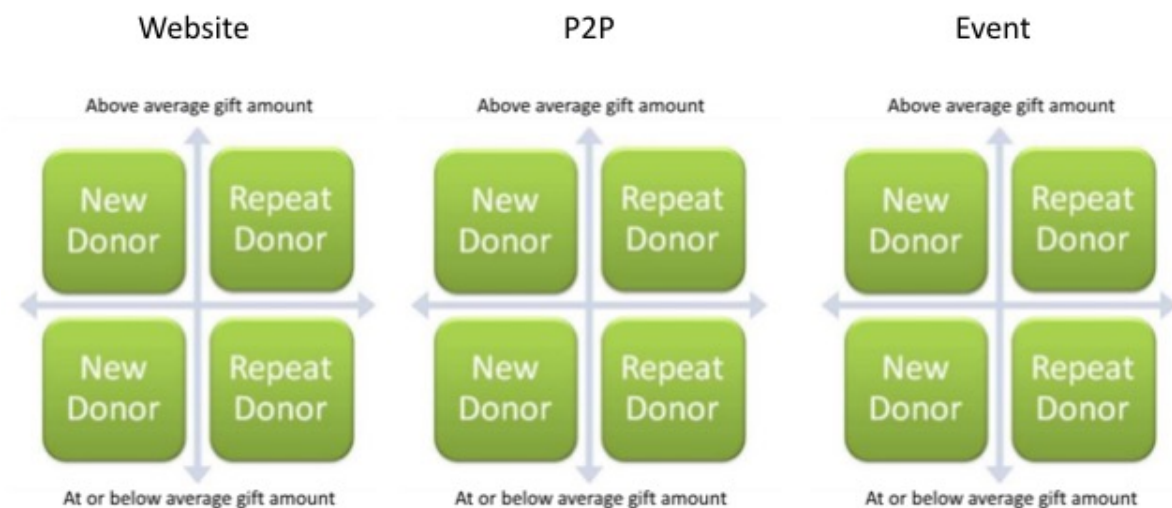 Website
P2P
Event
Above average gift amount
Above average gift amount
Above average gift amount
New
Donor
Repeat
Donor
New
Donor
Repeat
Donor
New
Donor
Repeat
Donor
New
Donor
Repeat
Donor
New
Donor
Repeat
Donor
New
Donor
Repeat
Donor
At or below average gift amount
At or below average gift amount
At or below average gift amount